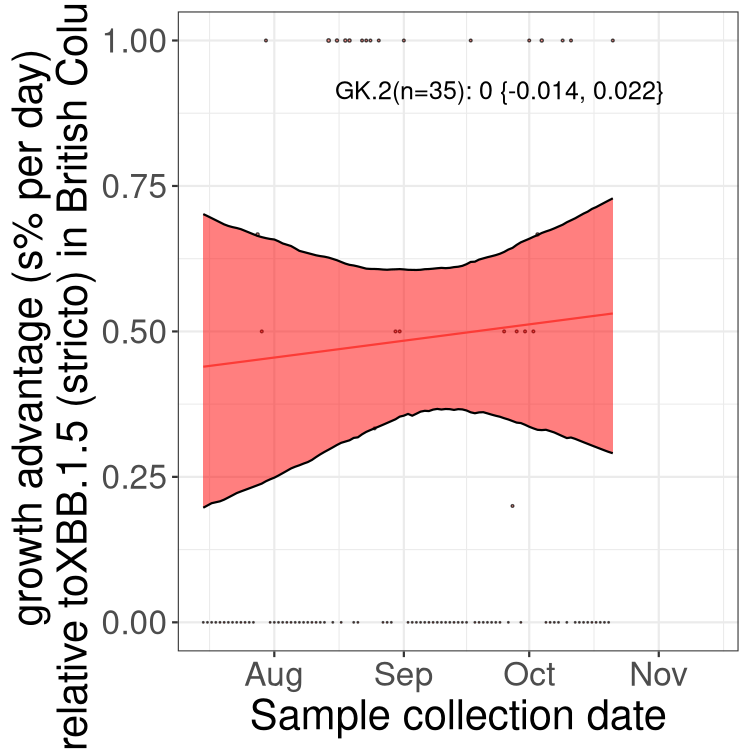 growth advantage (s% per day)
relative toXBB.1.5 (stricto) in British Colu
1.00
0.75
0.50
0.25
0.00
GK.2(n=35): 0 {-0.014, 0.022}
Aug Sep Oct Nov
Sample collection date